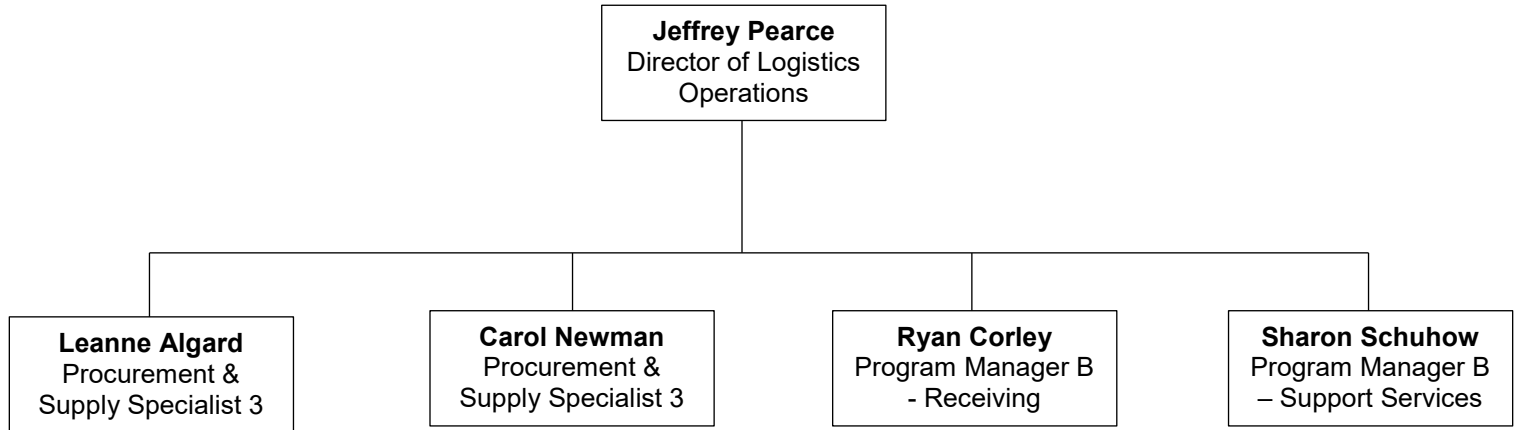 Jeffrey Pearce
Director of Logistics
Operations
Leanne Algard
Procurement &
Supply Specialist 3
Carol Newman
Procurement &
Supply Specialist 3
Ryan Corley
Program Manager B
- Receiving
Sharon Schuhow
Program Manager B
– Support Services